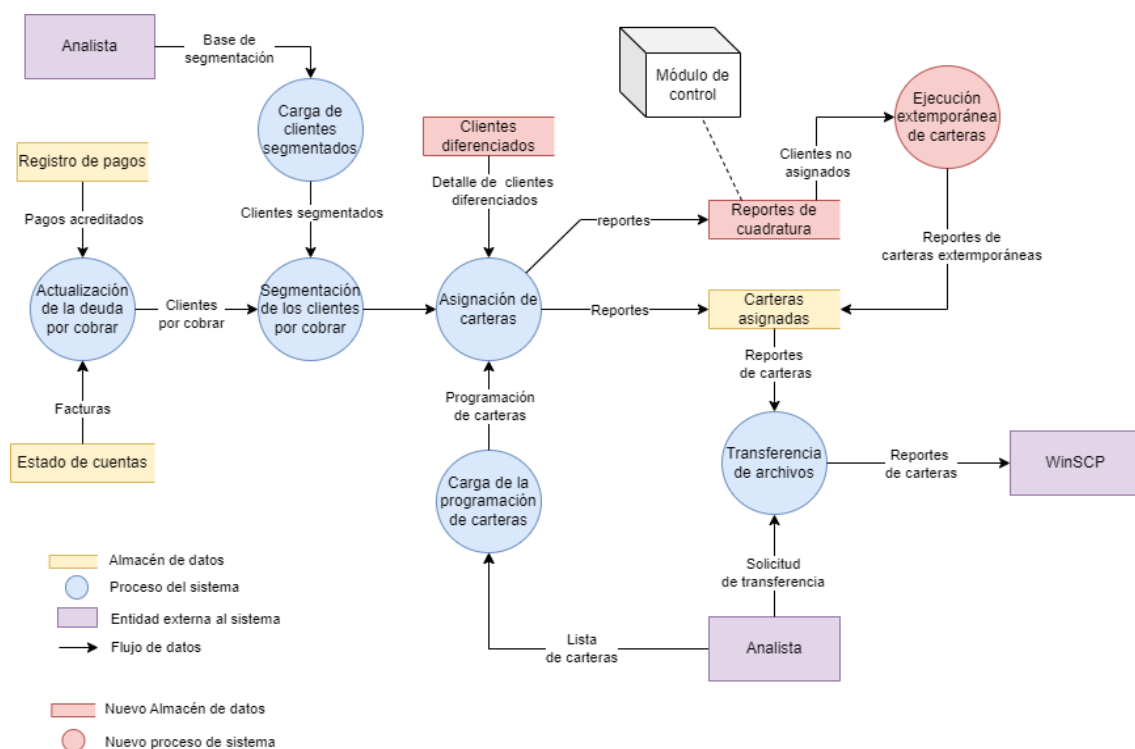 Analista
Base de
segmentación
Carga de
clientes
segmentados
Módulo de
control
Ejecución
extemporánea
de carteras
Registro de pagos
Clientes
diferenciados
Clientes no
asignados
Pagos acreditados
Clientes segmentados
Detalle de clientes
diferenciados
reportes
Reportes de
cuadratura
Reportes de
carteras extermporáneas
Actualización
de la deuda
por cobrar
Clientes
por cobrar
Segmentación
de los clientes
por cobrar
Asignación de
carteras
Reportes
Carteras
asignadas
Reportes
de carteras
Facturas
Programación
de carteras
Estado de cuentas
Carga de la
programación
de carteras
Transferencia
de archivos
Reportes
de carteras
WinSCP
Almacén de datos
Proceso del sistema
Entidad externa al sistema
Flujo de datos
Solicitud
de transferencia
Lista
de carteras
Analista
Nuevo Almacén de datos
Nuevo proceso de sistema